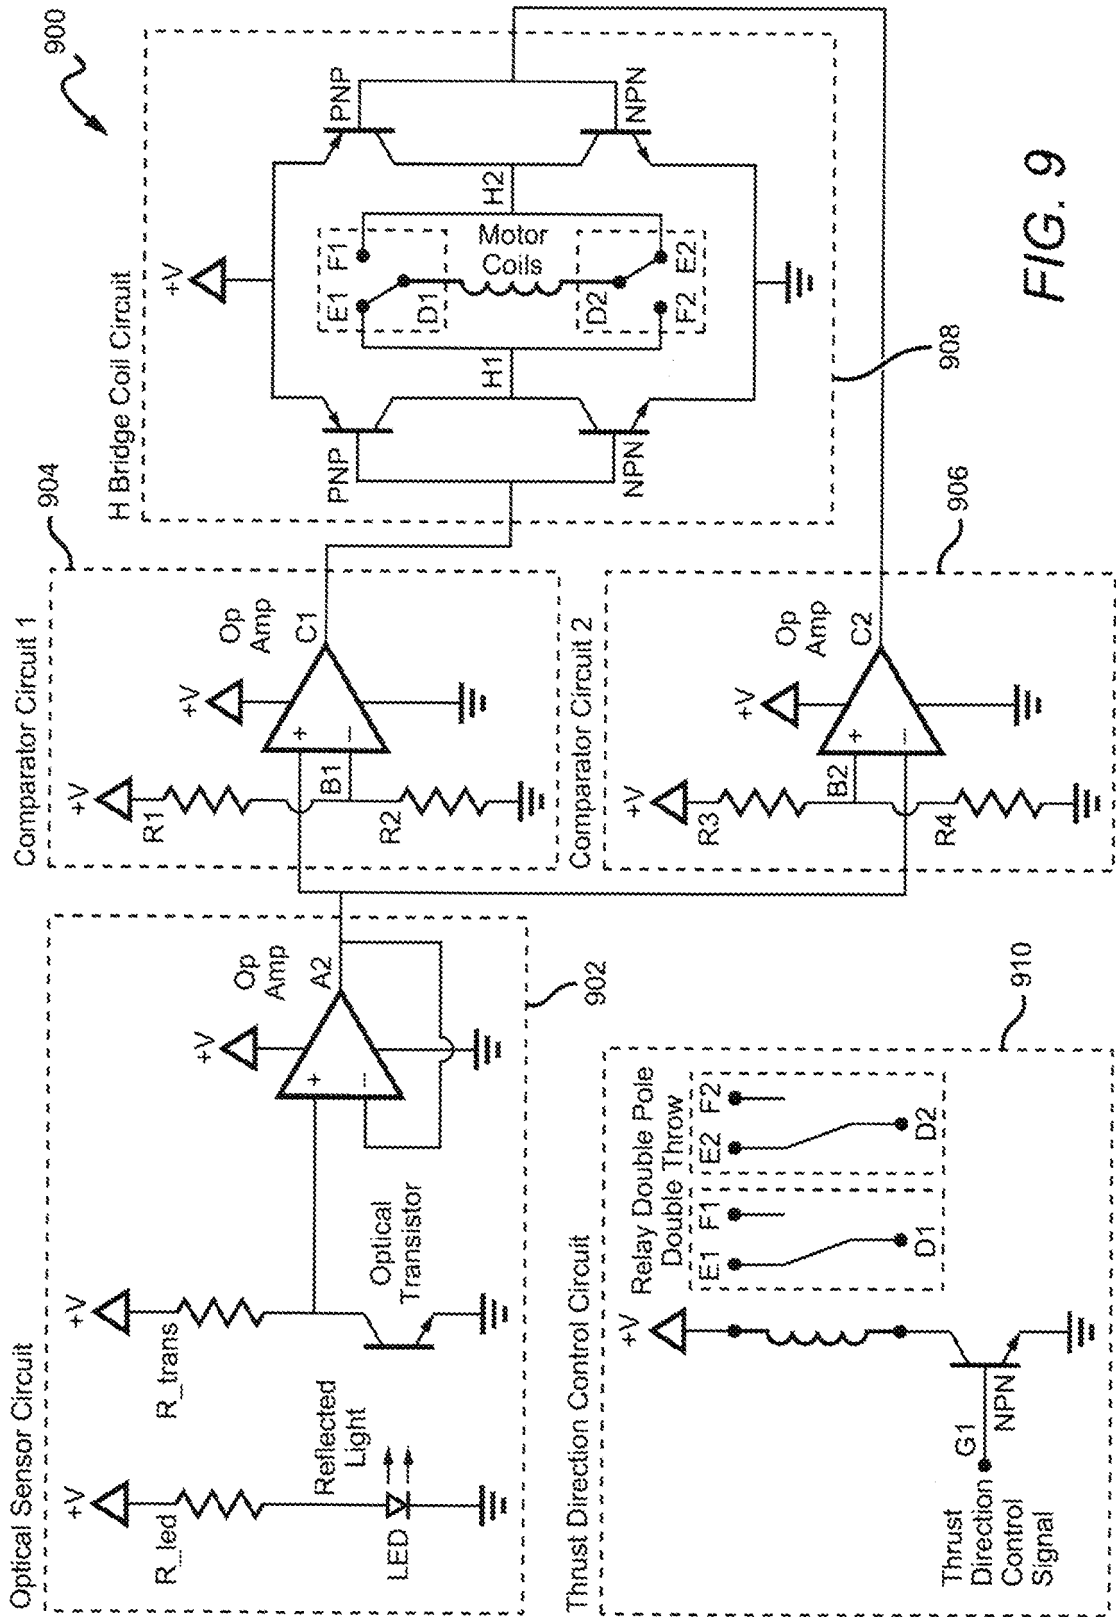 900
Optical Sensor Circuit
+V
R_led
Reflected
Light
LED
+V
R_trans
Optical
Transistor
+V
Op
Amp
A2
+
−
902
Comparator Circuit 1
904
+V
R1
R2
B1
+V
Op
Amp
C1
+
−
Comparator Circuit 2
906
+V
R3
R4
B2
+V
Op
Amp
C2
+
−
H Bridge Coil Circuit
908
+V
PNP
NPN
PNP
NPN
H1
H2
E1
F1
D1
Motor
Coils
D2
F2
E2
Thrust Direction Control Circuit
910
+V
Relay Double Pole
Double Throw
E1
F1
D1
E2
F2
D2
G1
NPN
Thrust
Direction
Control
Signal
FIG. 9